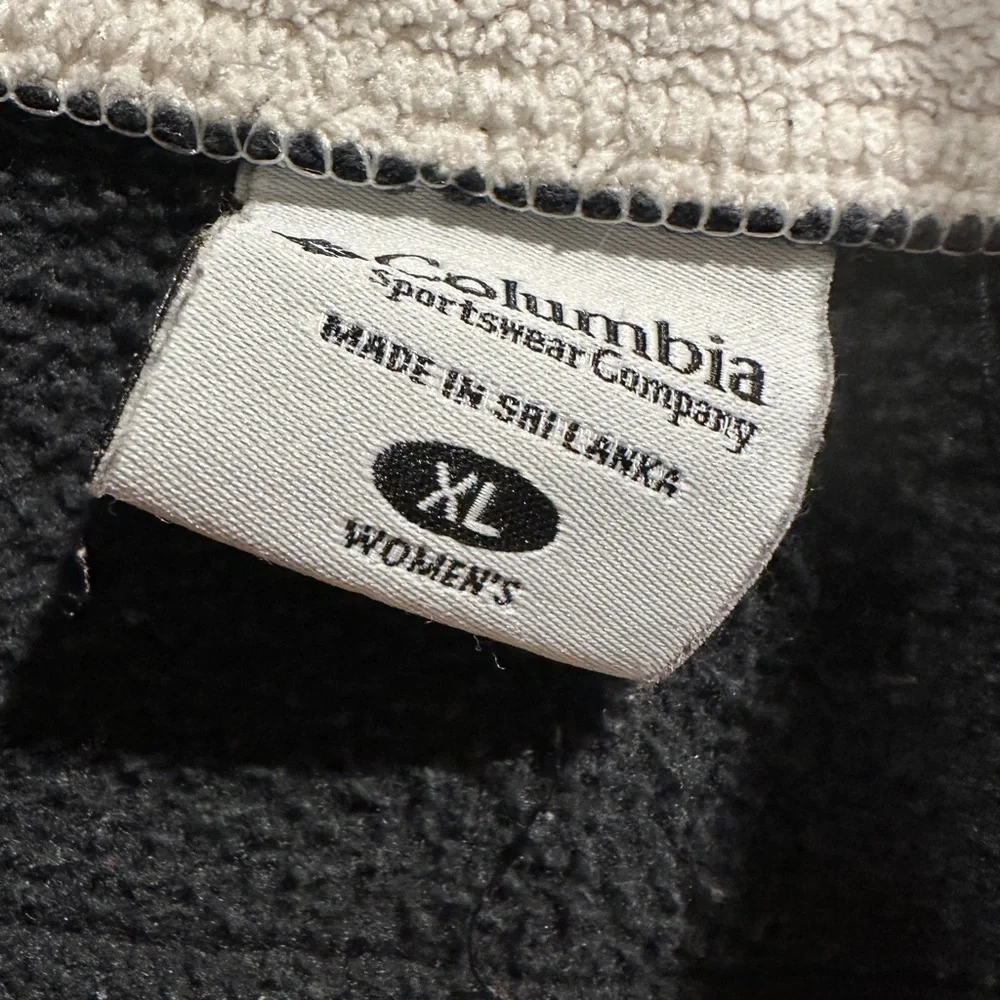 Columbia
Sportswear Company
MADE IN SRI LANKA
XL
WOMEN'S